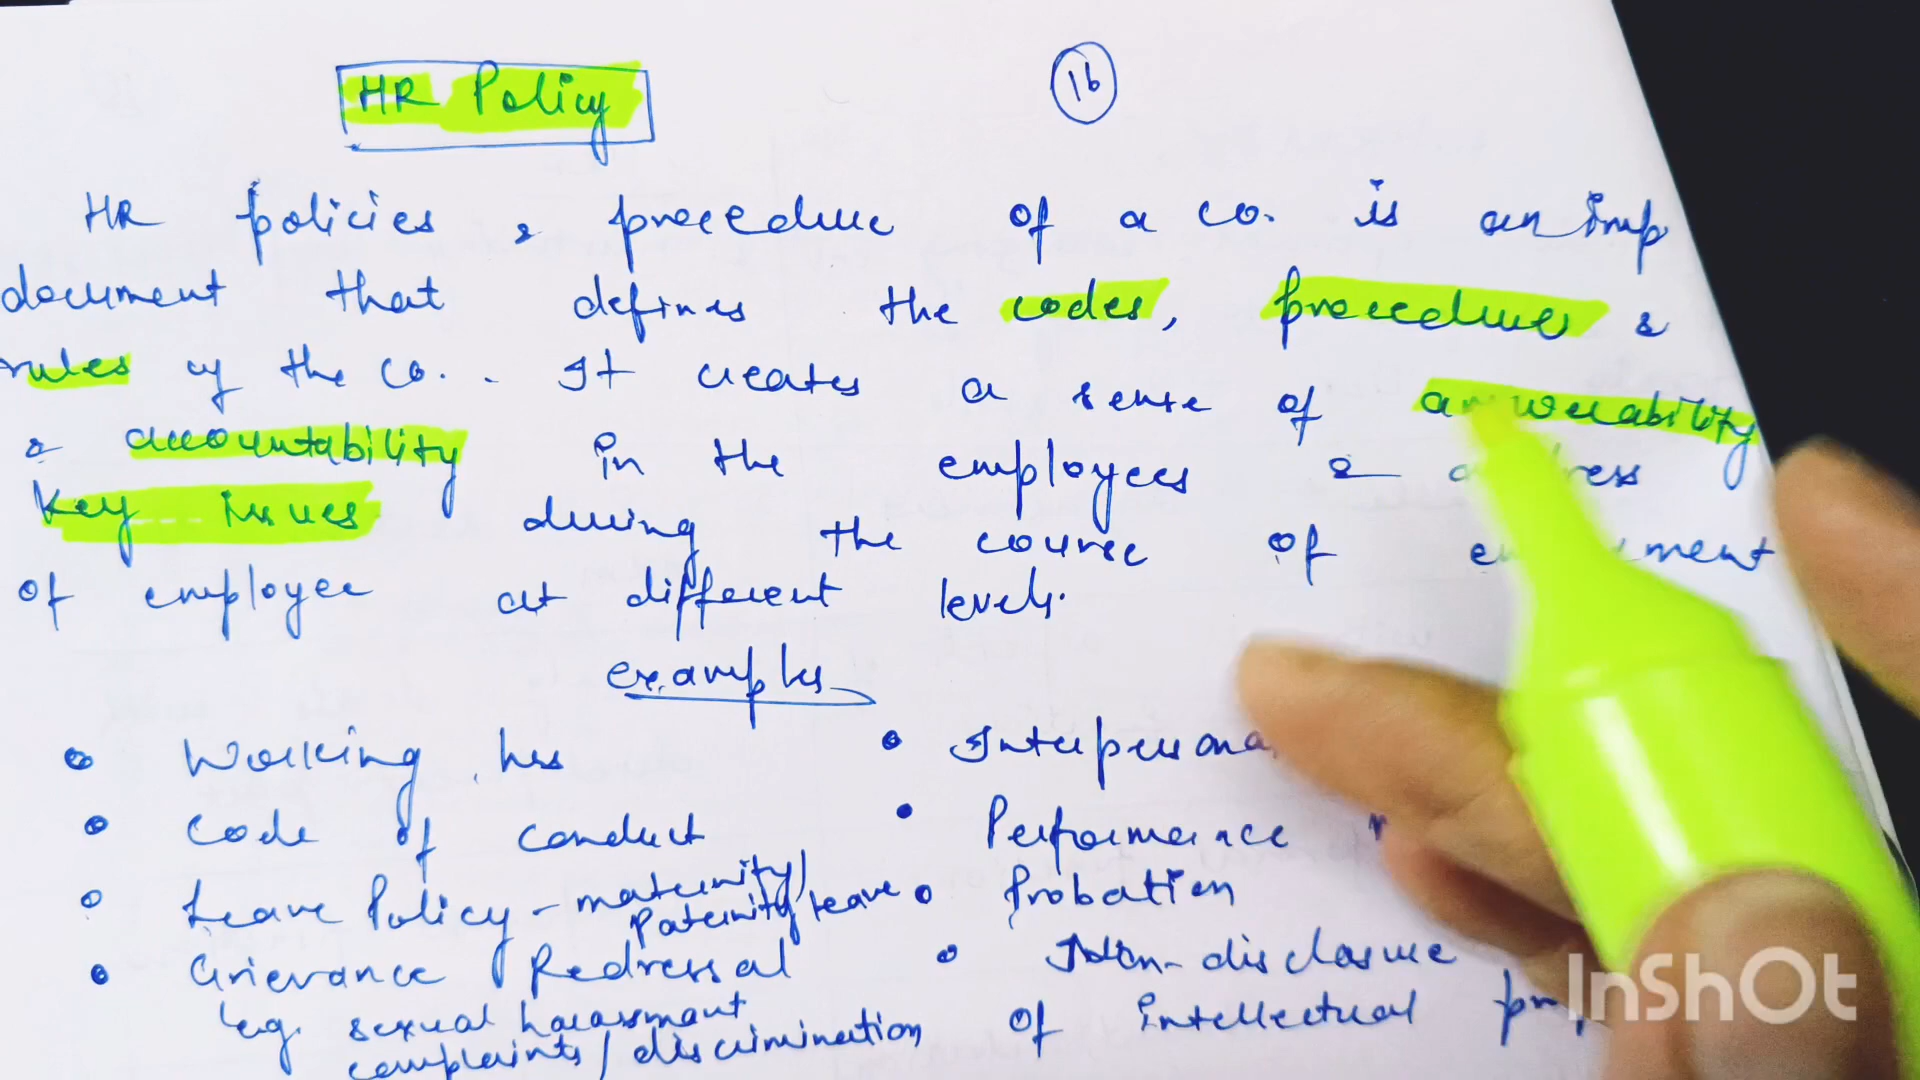 HR Policy
16
HR policies & procedure of a co. is an imp
document that defines the codes, procedures &
rules of the co.. It creates a sense of answerability
& accountability in the employees &
Key issues during the course of
of employee at different levels.
examples
• Working hrs
• Code of conduct
• Leave Policy - maternity/
Paternity leave
• Grievance Redressal
eg. sexual harassment
complaints/discrimination
•
• Performance
• Probation
• Non-disclosure
of intellectual
InShOt